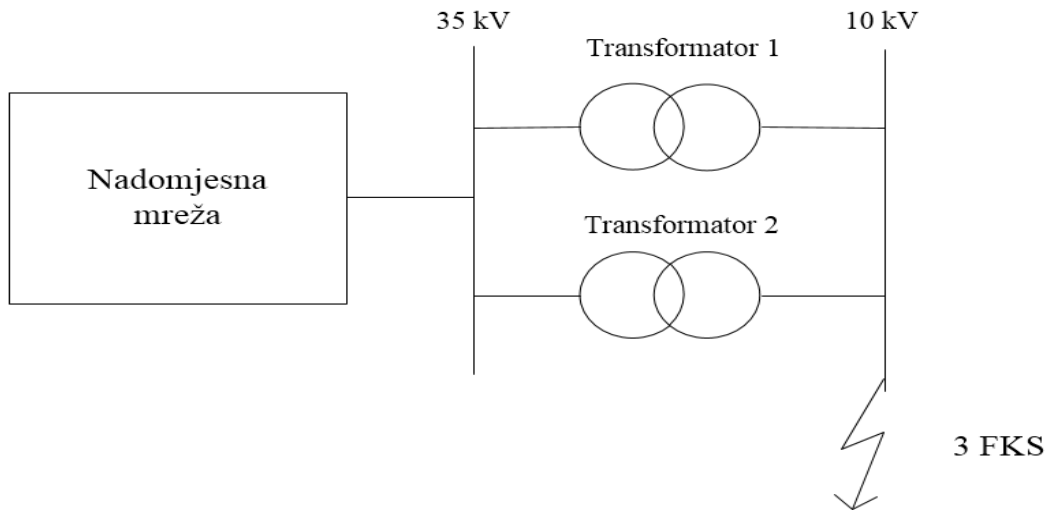 35 kV
10 kV
Transformator 1
Nadomjesna
mreža
Transformator 2
3 FKS